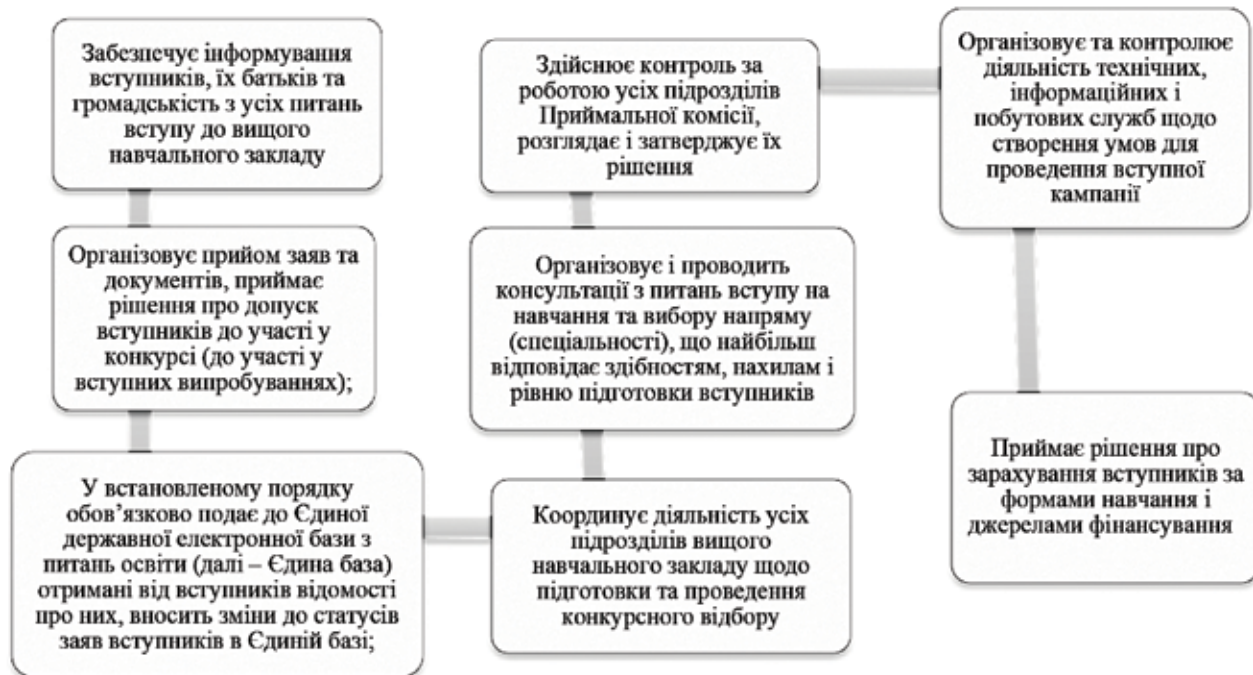 Забезпечує інформування
вступників, їх батьків та
громадськість з усіх питань
вступу до вищого
навчального закладу
Організовує прийом заяв та
документів, приймає
рішення про допуск
вступників до участі у
конкурсі (до участі у
вступних випробуваннях);
У встановленому порядку
обов’язково подає до Єдиної
державної електронної бази з
питань освіти (далі – Єдина база)
отримані від вступників відомості
про них, вносить зміни до статусів
заяв вступників в Єдиній базі;
Координує діяльність усіх
підрозділів вищого
навчального закладу щодо
підготовки та проведення
конкурсного відбору
Організовує і проводить
консультації з питань вступу на
навчання та вибору напряму
(спеціальності), що найбільш
відповідає здібностям, нахилам і
рівню підготовки вступників
Здійснює контроль за
роботою усіх підрозділів
Приймальної комісії,
розглядає і затверджує їх
рішення
Організовує та контролює
діяльність технічних,
інформаційних і
побутових служб щодо
створення умов для
проведення вступної
кампанії
Приймає рішення про
зарахування вступників за
формами навчання і
джерелами фінансування